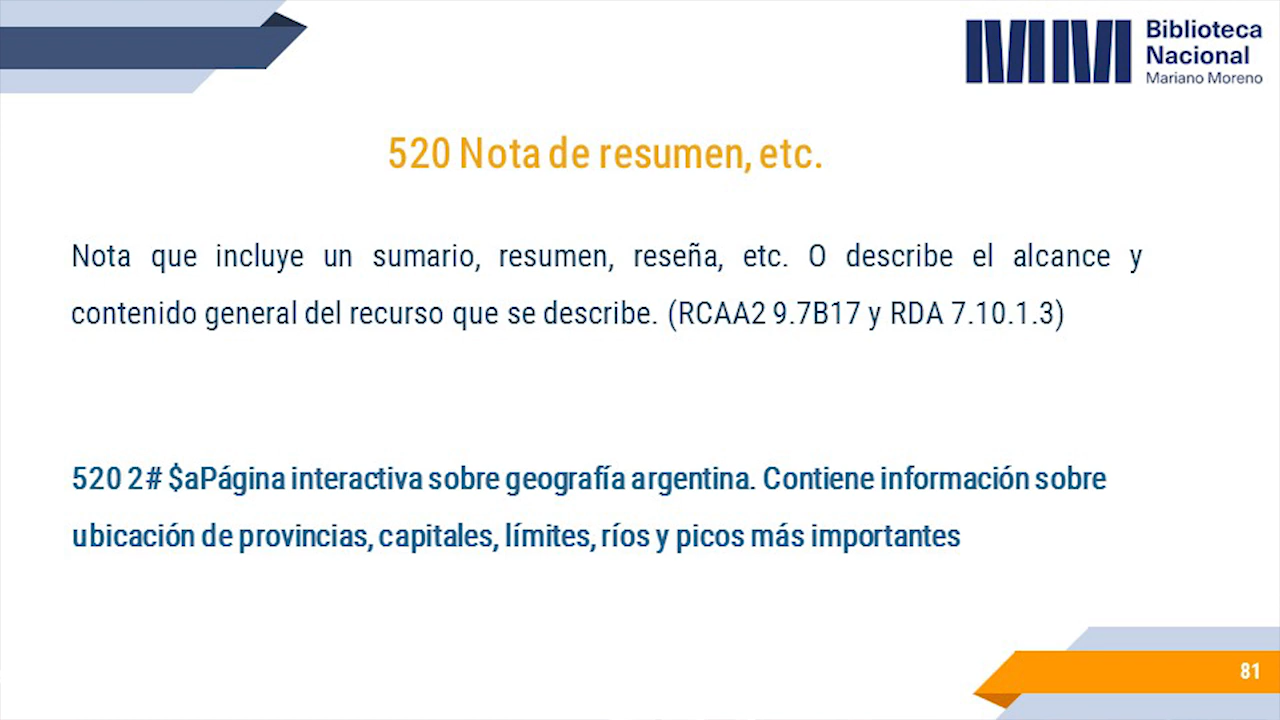 Biblioteca
Nacional
Mariano Moreno
520 Nota de resumen, etc.
Nota que incluye un sumario, resumen, reseña, etc. O describe el alcance y
contenido general del recurso que se describe. (RCAA2 9.7B17 y RDA 7.10.1.3)
520 2# $aPágina interactiva sobre geografía argentina. Contiene información sobre
ubicación de provincias, capitales, límites, ríos y picos más importantes
81